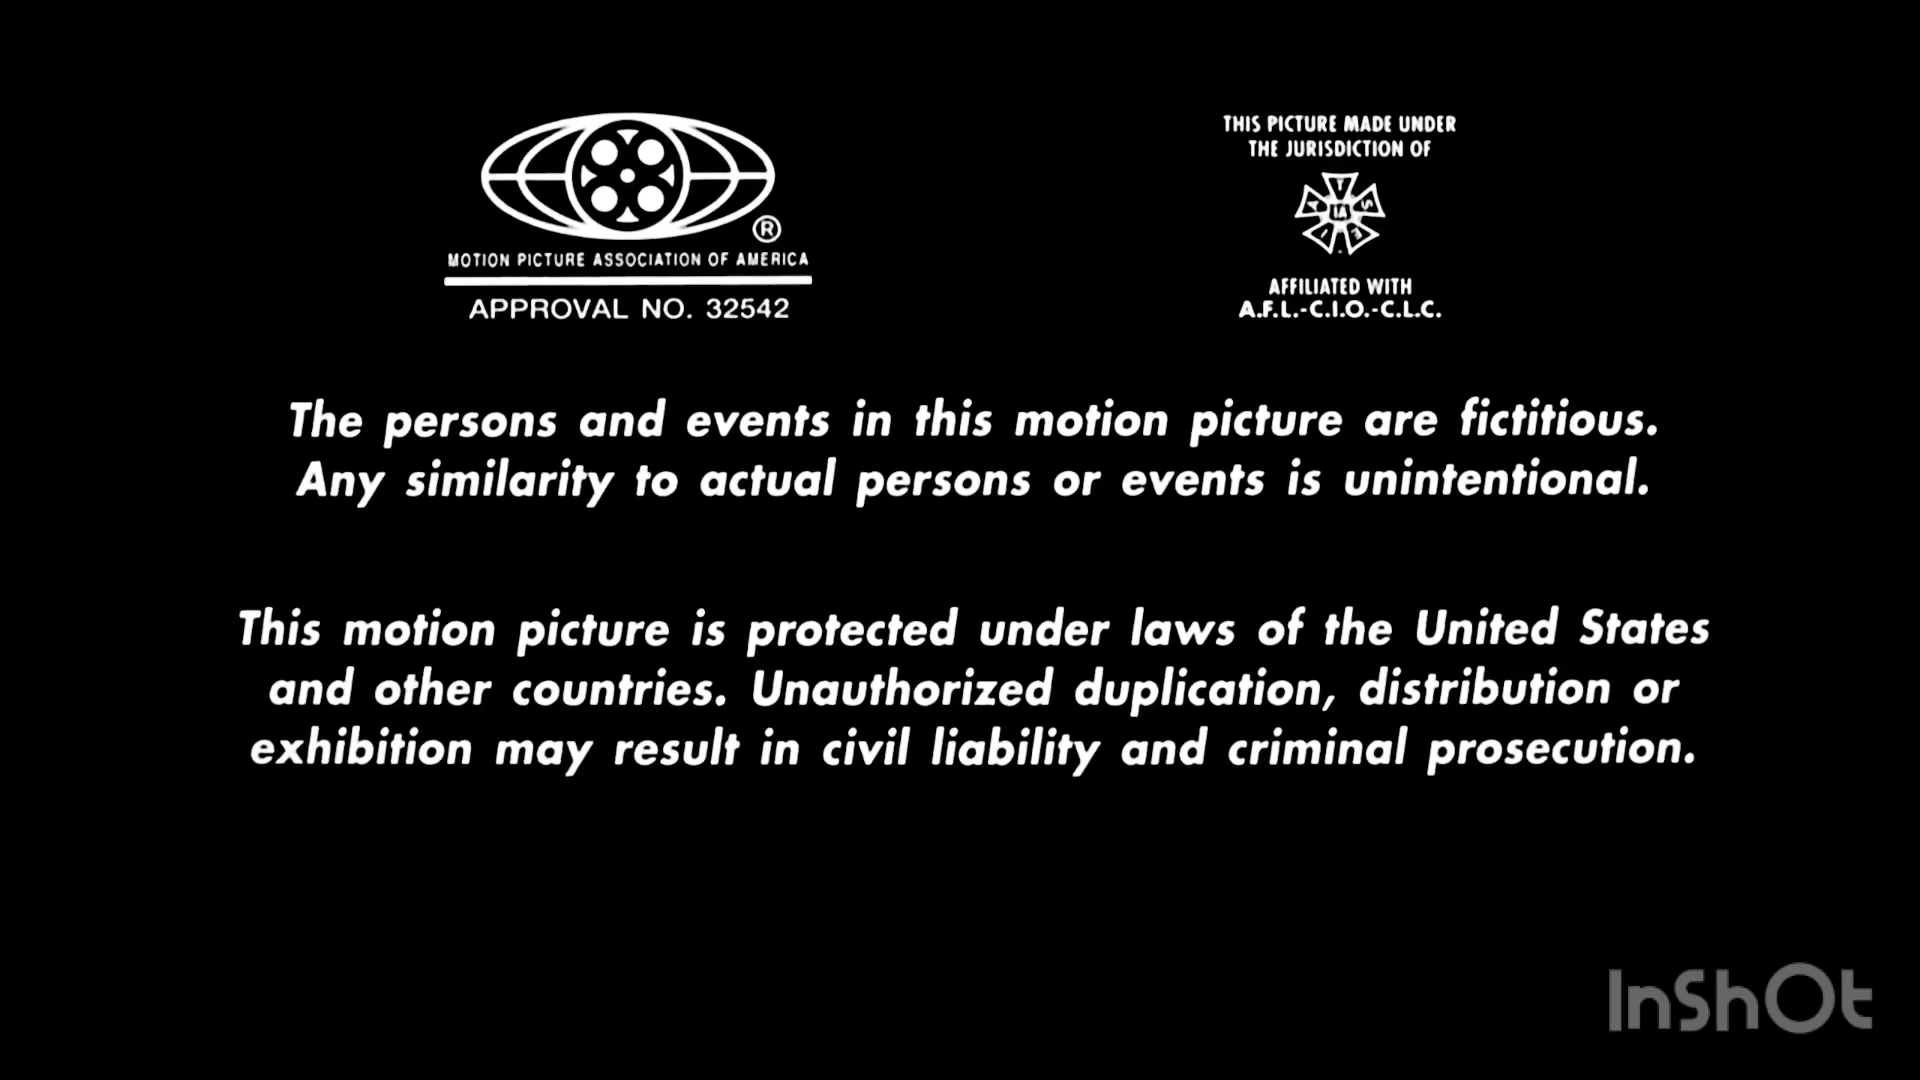 MOTION PICTURE ASSOCIATION OF AMERICA
APPROVAL NO. 32542
THIS PICTURE MADE UNDER
THE JURISDICTION OF
I A T S E
IA
AFFILIATED WITH
A.F.L.-C.I.O.-C.L.C.
The persons and events in this motion picture are fictitious.
Any similarity to actual persons or events is unintentional.
This motion picture is protected under laws of the United States
and other countries. Unauthorized duplication, distribution or
exhibition may result in civil liability and criminal prosecution.
InShOt